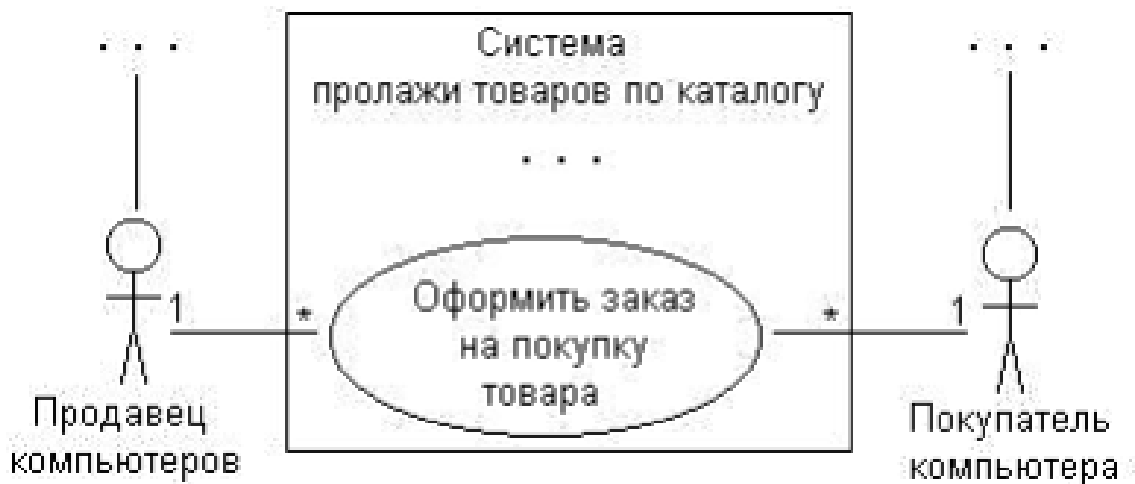 . . .
. . .
Система
пролажи товаров по каталогу
. . .
1
*
Оформить заказ
на покупку
товара
*
1
Продавец
компьютеров
Покупатель
компьютера